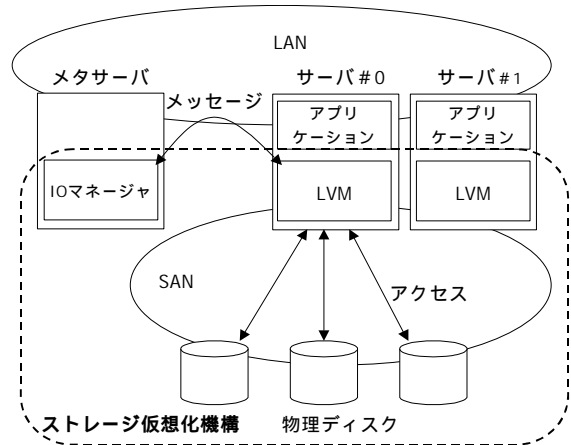 LAN
メタサーバ
サーバ#0
サーバ#1
メッセージ
アプリ
ケーション
アプリ
ケーション
IOマネージャ
LVM
LVM
SAN
アクセス
ストレージ仮想化機構
物理ディスク